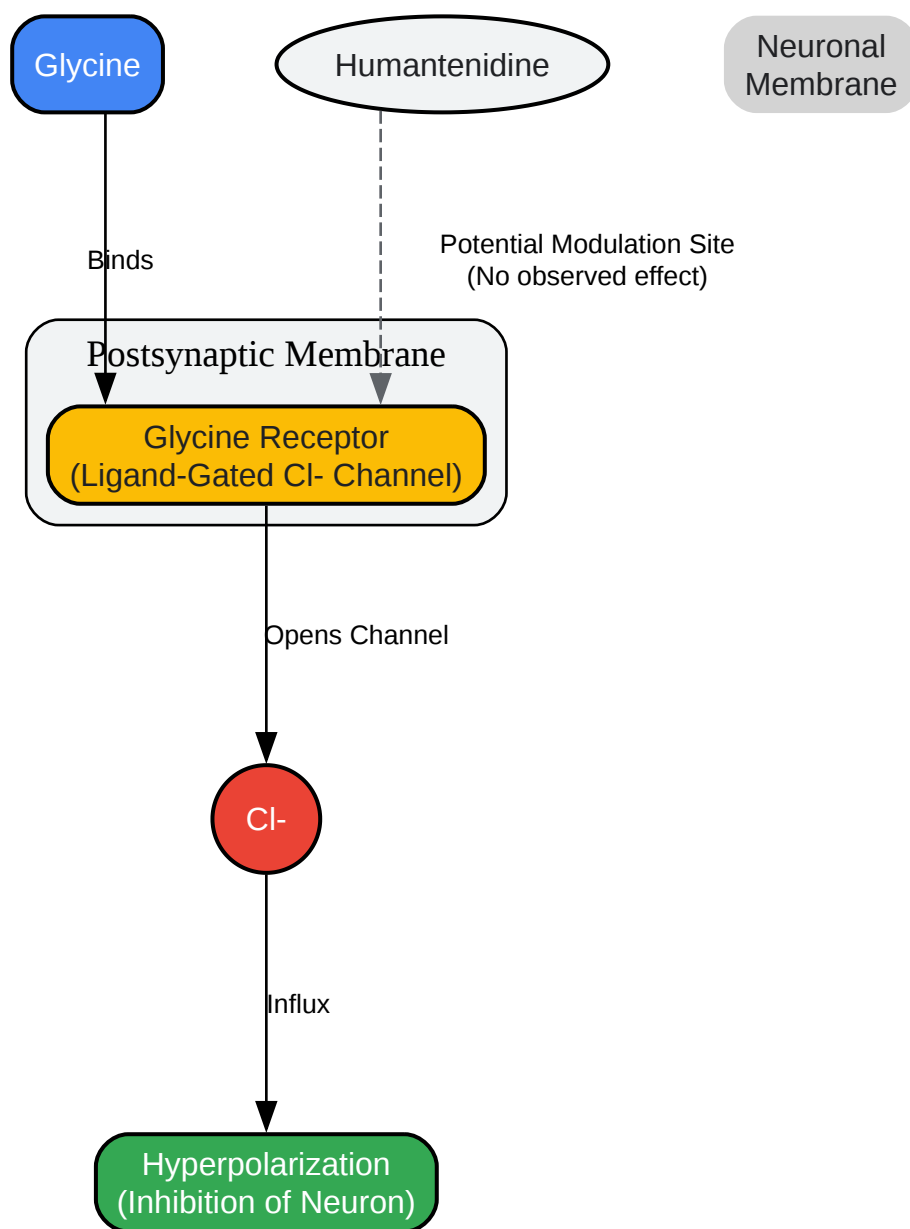 Glycine
Humantenidine
Neuronal
Membrane
Binds
Potential Modulation Site
(No observed effect)
Postsynaptic Membrane
Glycine Receptor
(Ligand-Gated Cl- Channel)
Opens Channel
Cl-
Influx
Hyperpolarization
(Inhibition of Neuron)